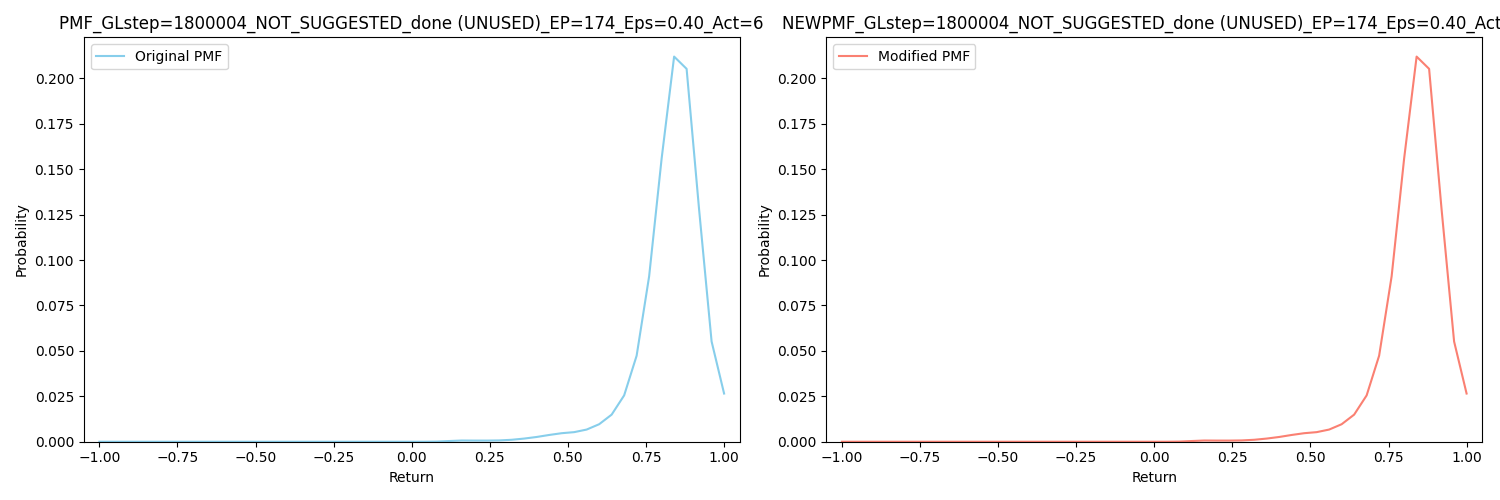 PMF_GLstep=1800004_NOT_SUGGESTED_done (UNUSED)_EP=174_Eps=0.40_Act=6
Original PMF
Probability
0.200
0.175
0.150
0.125
0.100
0.075
0.050
0.025
0.000
−1.00 −0.75 −0.50 −0.25 0.00 0.25 0.50 0.75 1.00
Return
NEWPMF_GLstep=1800004_NOT_SUGGESTED_done (UNUSED)_EP=174_Eps=0.40_Act
Modified PMF
Probability
0.200
0.175
0.150
0.125
0.100
0.075
0.050
0.025
0.000
−1.00 −0.75 −0.50 −0.25 0.00 0.25 0.50 0.75 1.00
Return